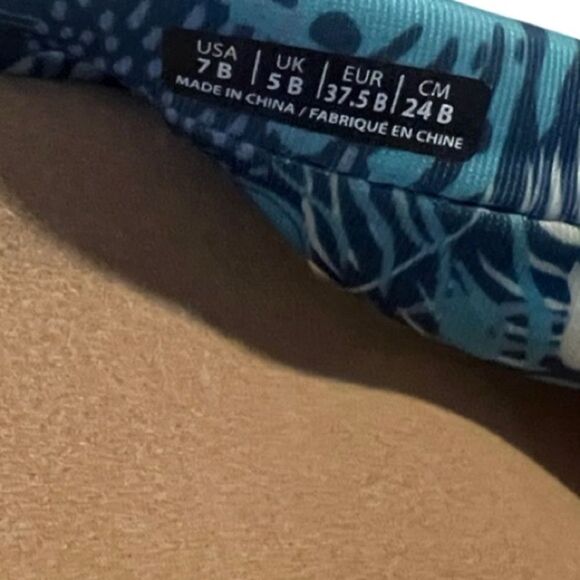 USA | UK | EUR | CM
7 B | 5 B | 37.5 B | 24 B
MADE IN CHINA / FABRIQUÉ EN CHINE